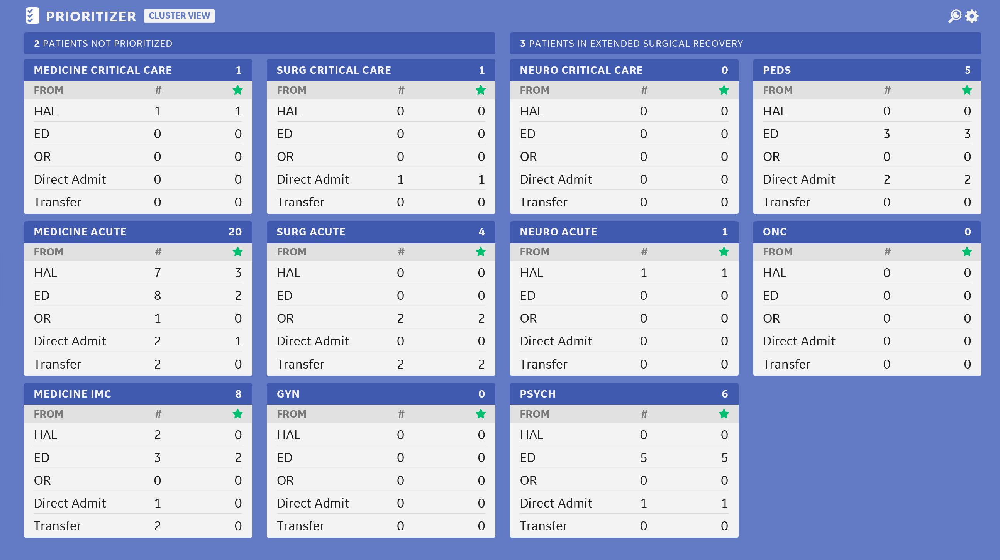 PRIORITIZER CLUSTER VIEW
2 PATIENTS NOT PRIORITIZED
3 PATIENTS IN EXTENDED SURGICAL RECOVERY
MEDICINE CRITICAL CARE 1
FROM #
HAL 1 1
ED 0 0
OR 0 0
Direct Admit 0 0
Transfer 0 0
SURG CRITICAL CARE 1
FROM #
HAL 0 0
ED 0 0
OR 0 0
Direct Admit 1 1
Transfer 0 0
NEURO CRITICAL CARE 0
FROM #
HAL 0 0
ED 0 0
OR 0 0
Direct Admit 0 0
Transfer 0 0
PEDS 5
FROM #
HAL 0 0
ED 3 3
OR 0 0
Direct Admit 2 2
Transfer 0 0
MEDICINE ACUTE 20
FROM #
HAL 7 3
ED 8 2
OR 1 0
Direct Admit 2 1
Transfer 2 0
SURG ACUTE 4
FROM #
HAL 0 0
ED 0 0
OR 2 2
Direct Admit 0 0
Transfer 2 2
NEURO ACUTE 1
FROM #
HAL 1 1
ED 0 0
OR 0 0
Direct Admit 0 0
Transfer 0 0
ONC 0
FROM #
HAL 0 0
ED 0 0
OR 0 0
Direct Admit 0 0
Transfer 0 0
MEDICINE IMC 8
FROM #
HAL 2 0
ED 3 2
OR 0 0
Direct Admit 1 0
Transfer 2 0
GYN 0
FROM #
HAL 0 0
ED 0 0
OR 0 0
Direct Admit 0 0
Transfer 0 0
PSYCH 6
FROM #
HAL 0 0
ED 5 5
OR 0 0
Direct Admit 1 1
Transfer 0 0